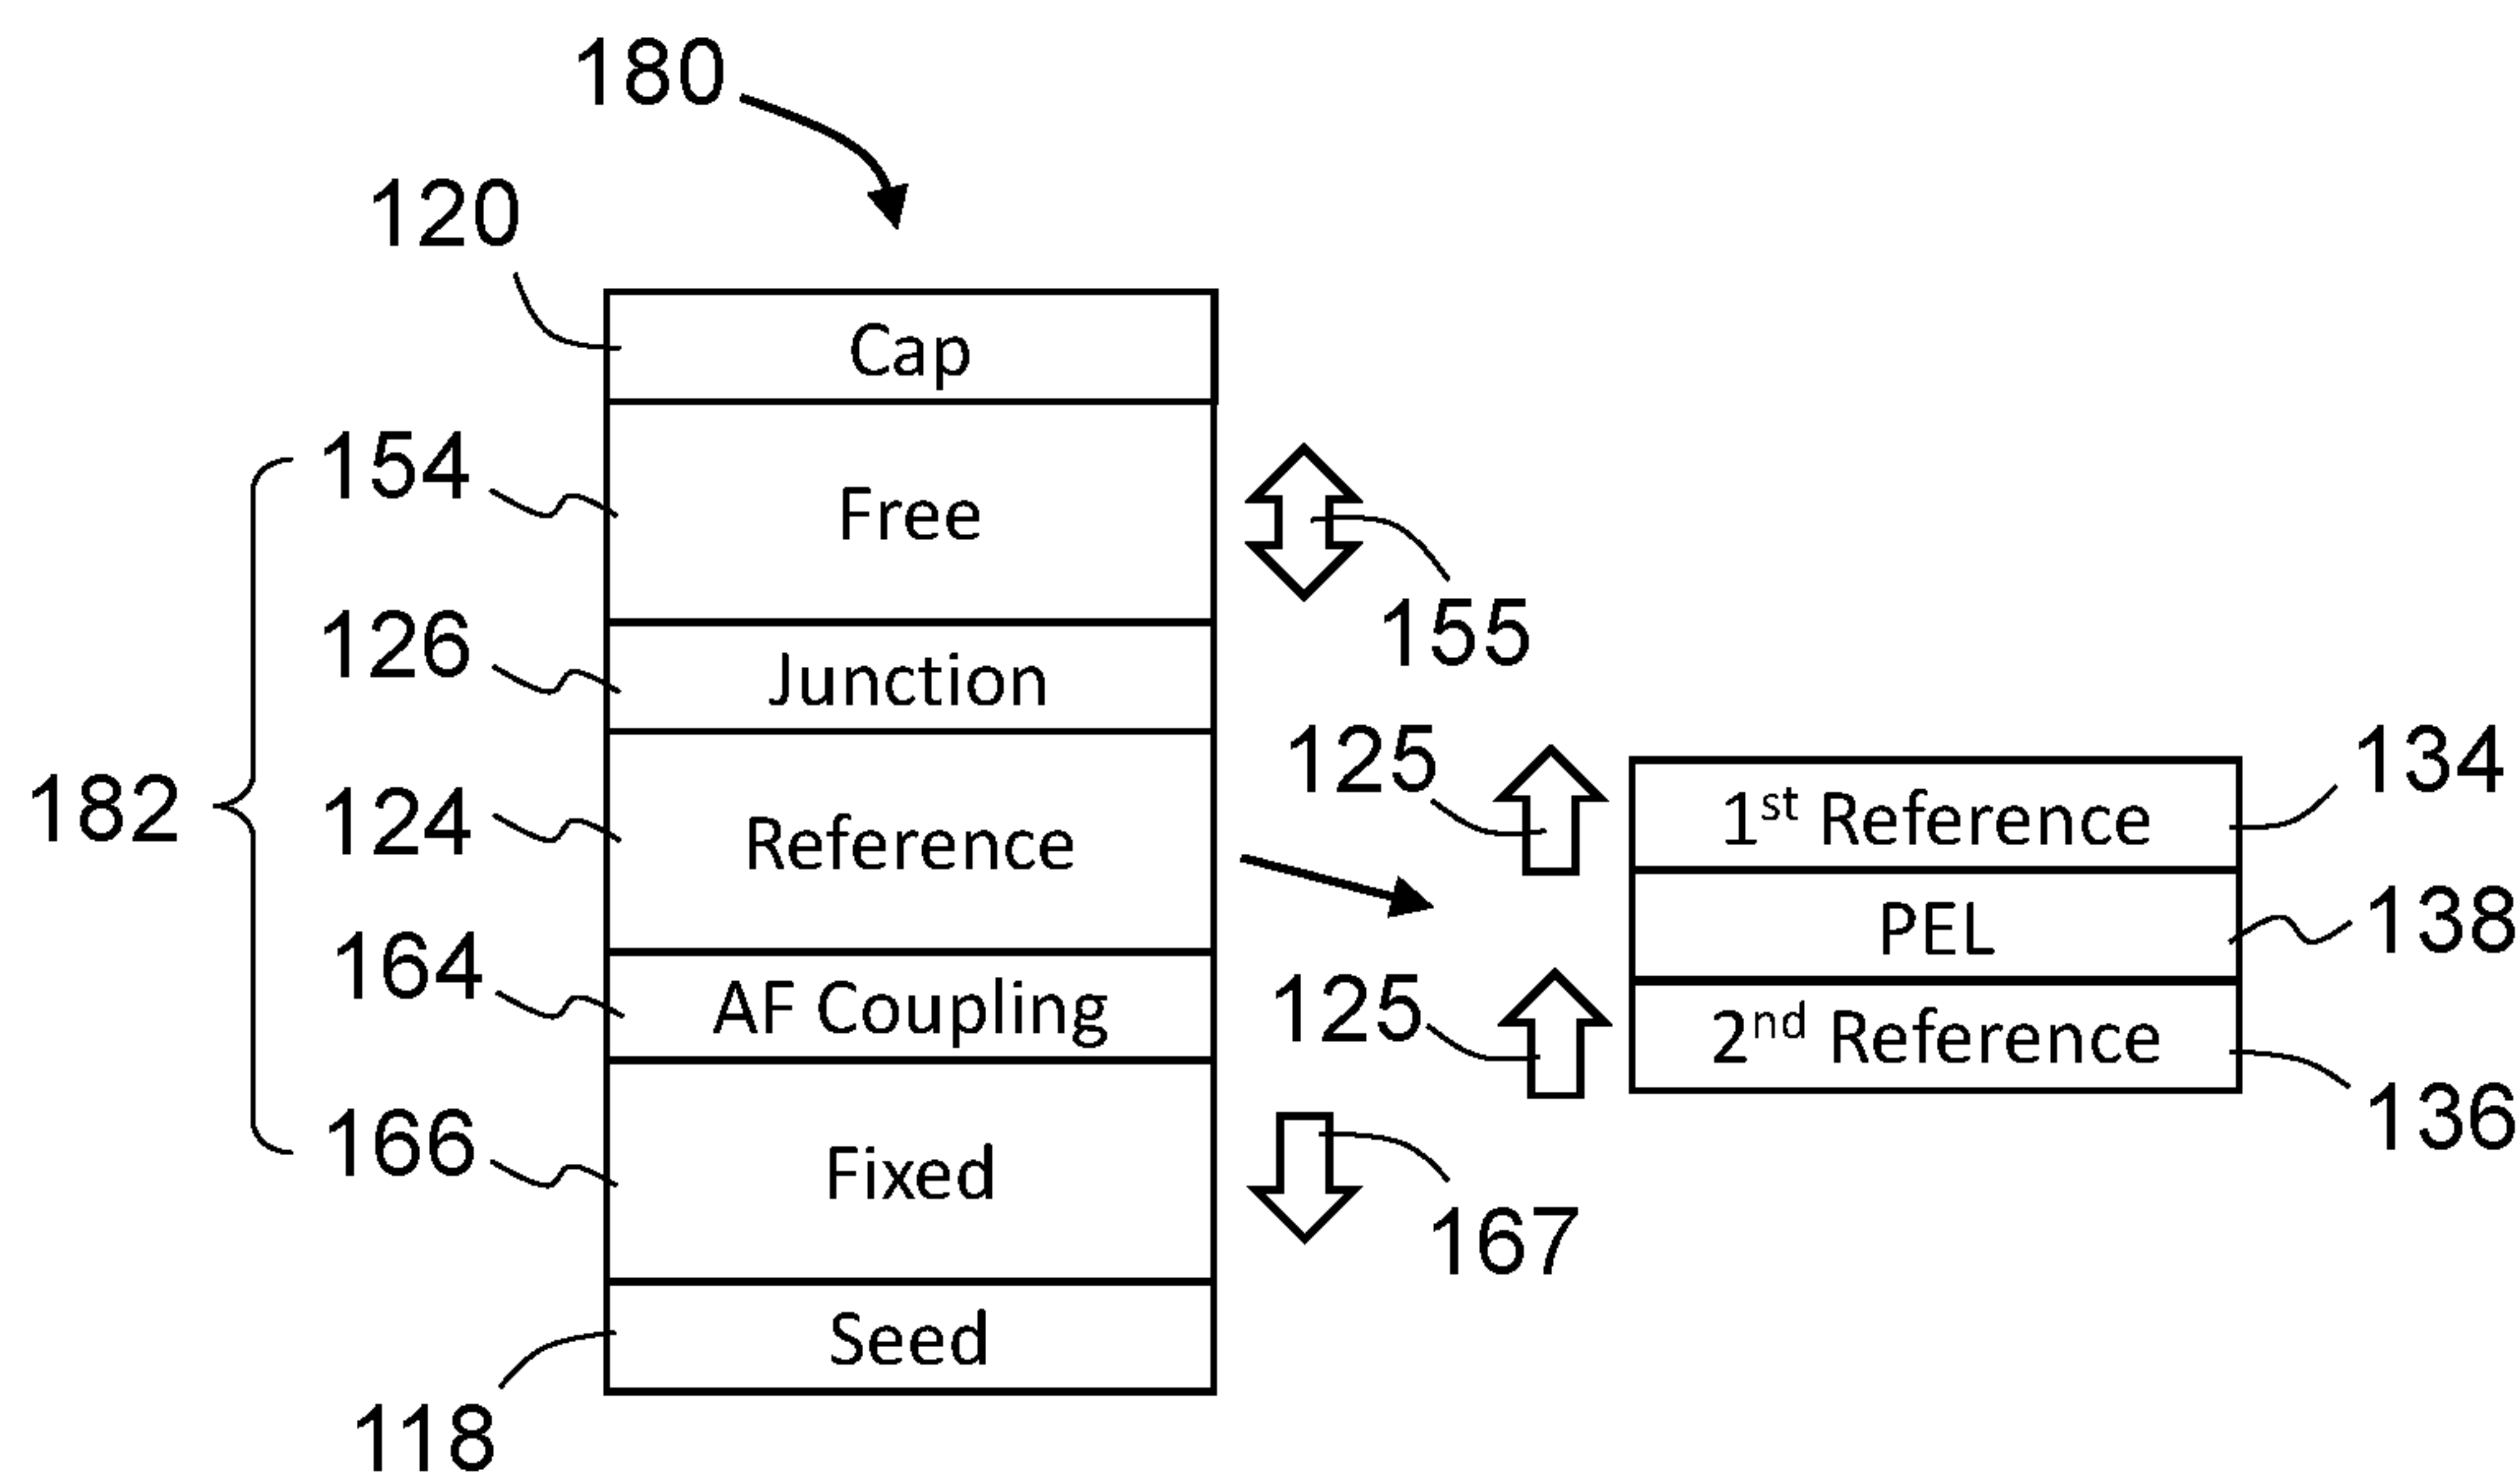 180
120
Cap
154
Free
155
126
Junction
182
124
Reference
125
1st Reference
134
PEL
138
164
AF Coupling
125
2nd Reference
136
166
Fixed
167
Seed
118